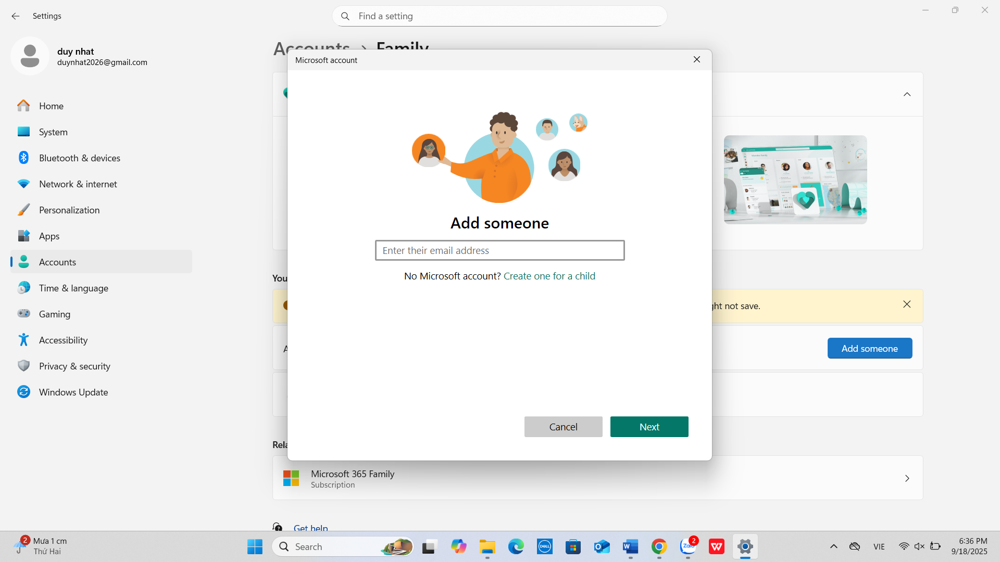 Settings
Find a setting
duy nhat
duynhat2026@gmail.com
Home
System
Bluetooth & devices
Network & internet
Personalization
Apps
Accounts
Time & language
Gaming
Accessibility
Privacy & security
Windows Update
Accounts > Family
Microsoft account
Add someone
Enter their email address
No Microsoft account? Create one for a child
Cancel
Next
You
ght not save.
A
Add someone
Rela
Microsoft 365 Family
Subscription
Get help
2
Mưa 1 cm
Thứ Hai
Search
DELL
Zalo
2
VIE
6:36 PM
9/18/2025